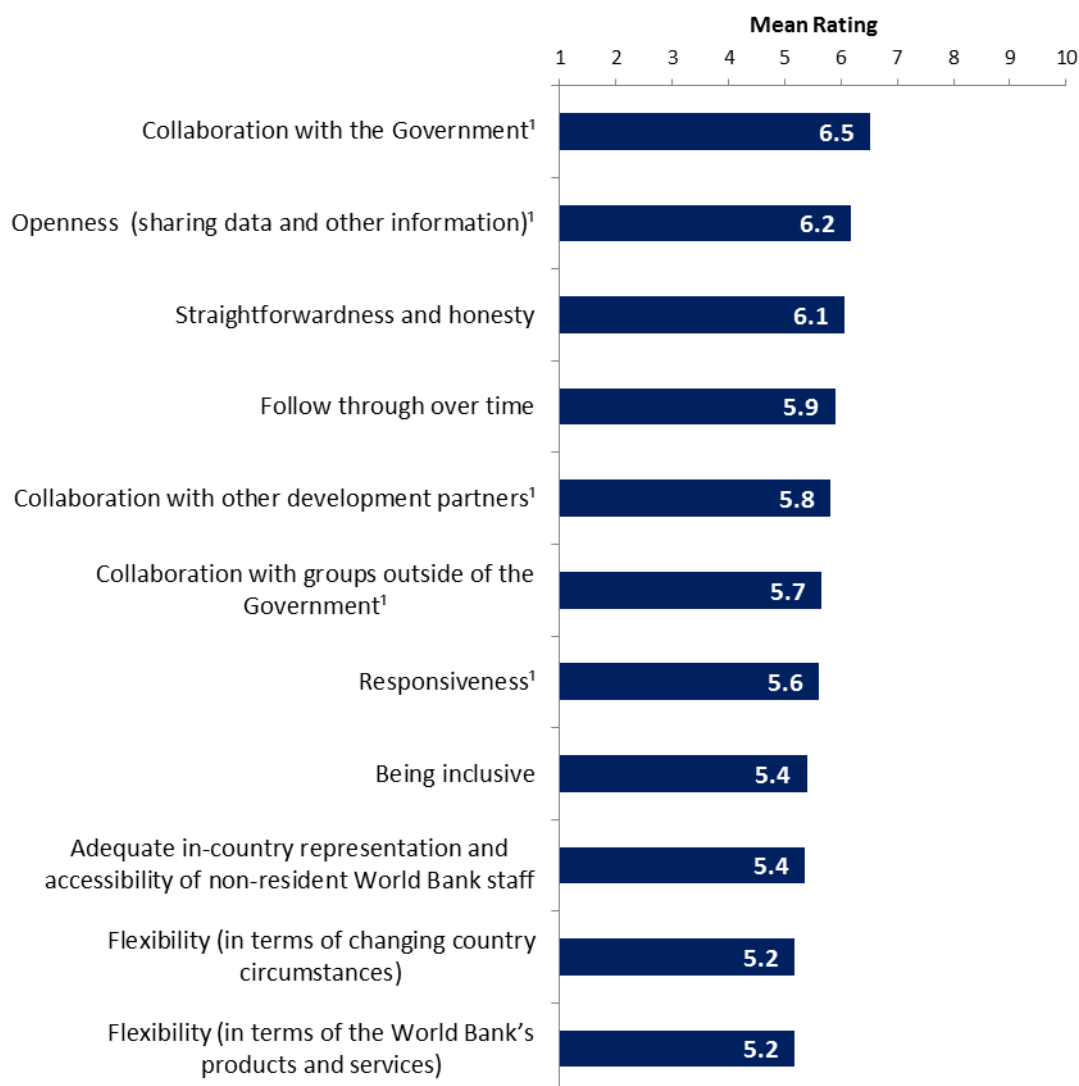 Mean Rating
1 2 3 4 5 6 7 8 9 10
Collaboration with the Government¹ 6.5
Openness (sharing data and other information)¹ 6.2
Straightforwardness and honesty 6.1
Follow through over time 5.9
Collaboration with other development partners¹ 5.8
Collaboration with groups outside of the
Government¹ 5.7
Responsiveness¹ 5.6
Being inclusive 5.4
Adequate in-country representation and
accessibility of non-resident World Bank staff 5.4
Flexibility (in terms of changing country
circumstances) 5.2
Flexibility (in terms of the World Bank’s
products and services) 5.2